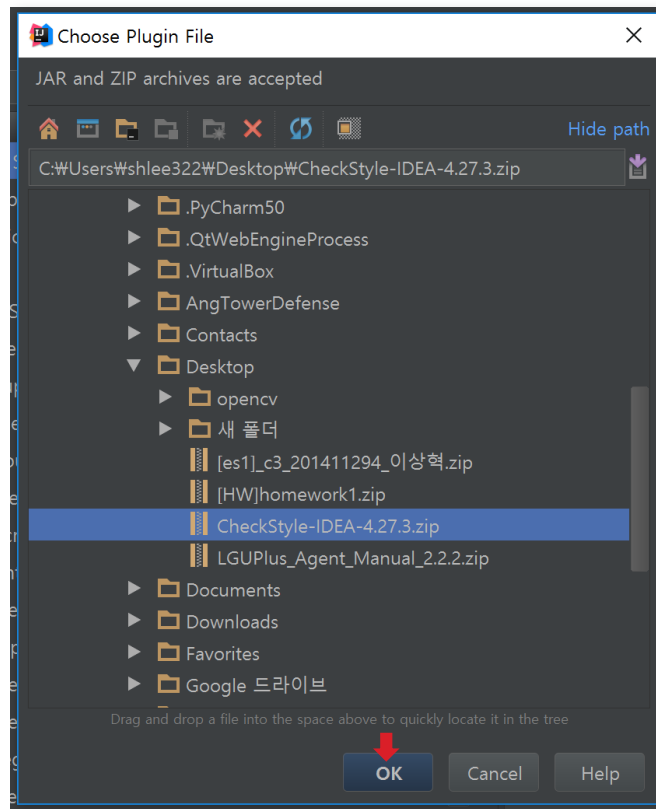 Choose Plugin File
JAR and ZIP archives are accepted
Hide path
C:₩Users₩shlee322₩Desktop₩CheckStyle-IDEA-4.27.3.zip
.PyCharm50
.QtWebEngineProcess
.VirtualBox
AngTowerDefense
Contacts
Desktop
opencv
새 폴더
[es1]_c3_201411294_이상혁.zip
[HW]homework1.zip
CheckStyle-IDEA-4.27.3.zip
LGUPlus_Agent_Manual_2.2.2.zip
Documents
Downloads
Favorites
Google 드라이브
Drag and drop a file into the space above to quickly locate it in the tree
OK Cancel Help